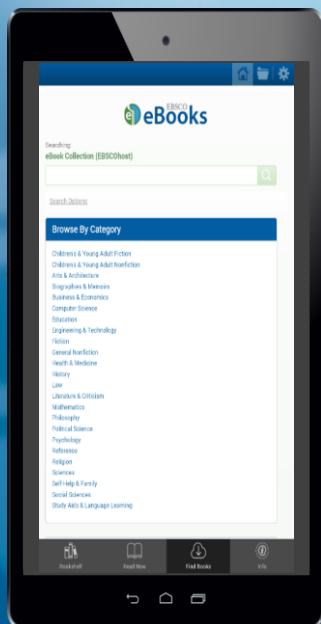 EBSCO
eBooks
Searching:
eBook Collection (EBSCOhost)
Search Options
Browse By Category
Children's & Young Adult Fiction
Children's & Young Adult Nonfiction
Arts & Architecture
Biographies & Memoirs
Business & Economics
Computer Science
Education
Engineering & Technology
Fiction
General Nonfiction
Health & Medicine
History
Law
Literature & Criticism
Mathematics
Philosophy
Political Science
Psychology
Reference
Religion
Sciences
Self Help & Family
Social Sciences
Study Aids & Language Learning
Bookshelf Read Now Find Books Info